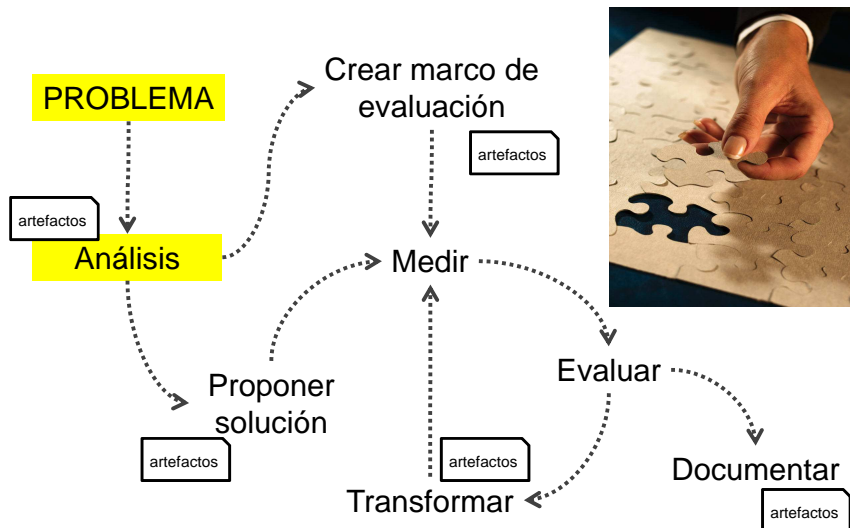 PROBLEMA
Crear marco de
evaluación
artefactos
artefactos
Análisis
Medir
Proponer
solución
artefactos
Evaluar
artefactos
Transformar
Documentar
artefactos